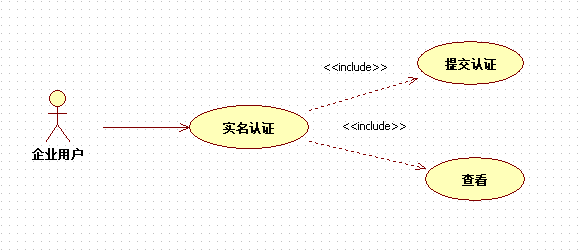 <<include>>
提交认证
实名认证
<<include>>
企业用户
查看